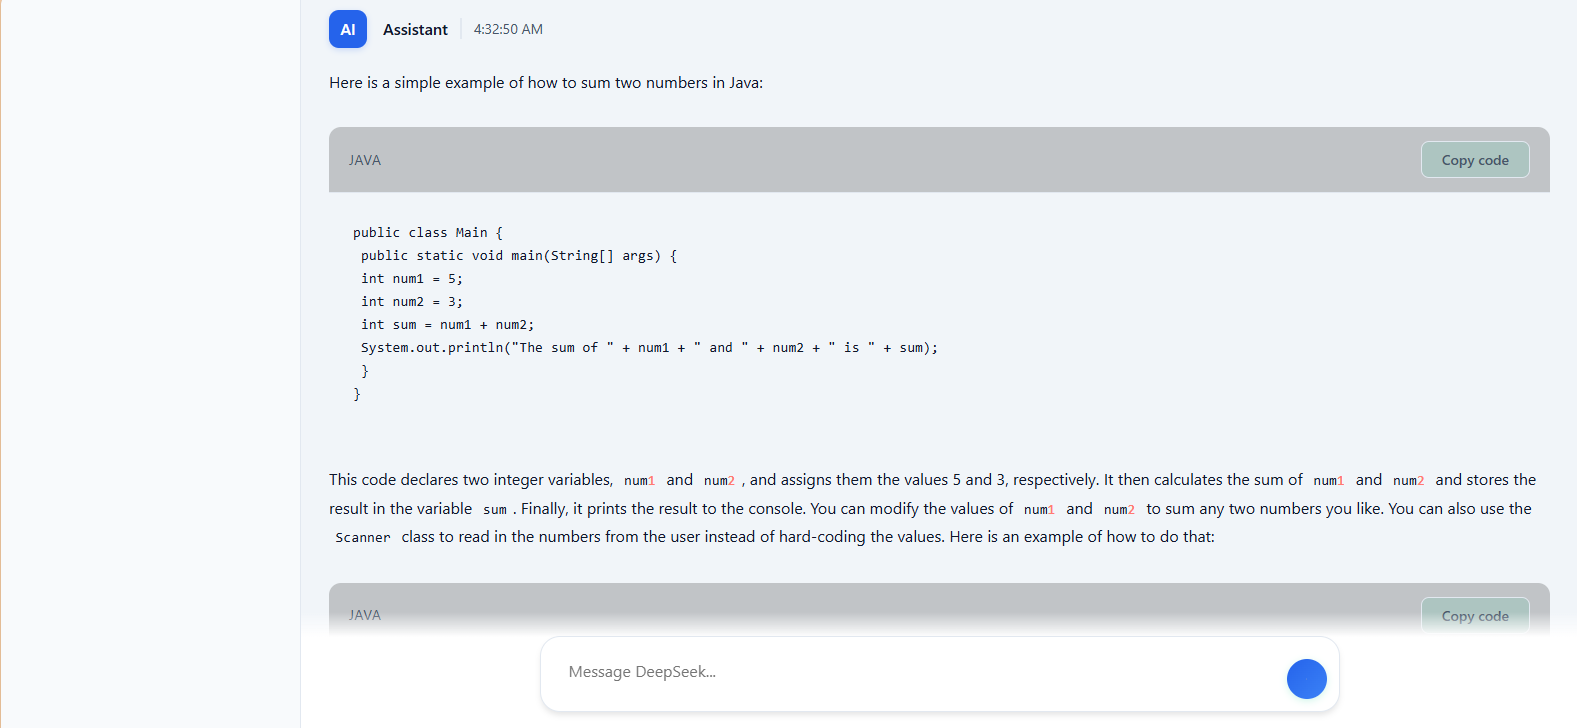 AI Assistant 4:32:50 AM
Here is a simple example of how to sum two numbers in Java:
JAVA Copy code
public class Main {
 public static void main(String[] args) {
 int num1 = 5;
 int num2 = 3;
 int sum = num1 + num2;
 System.out.println("The sum of " + num1 + " and " + num2 + " is " + sum);
 }
}
This code declares two integer variables, num1 and num2 , and assigns them the values 5 and 3, respectively. It then calculates the sum of num1 and num2 and stores the
result in the variable sum . Finally, it prints the result to the console. You can modify the values of num1 and num2 to sum any two numbers you like. You can also use the
Scanner class to read in the numbers from the user instead of hard-coding the values. Here is an example of how to do that:
JAVA Copy code
Message DeepSeek...